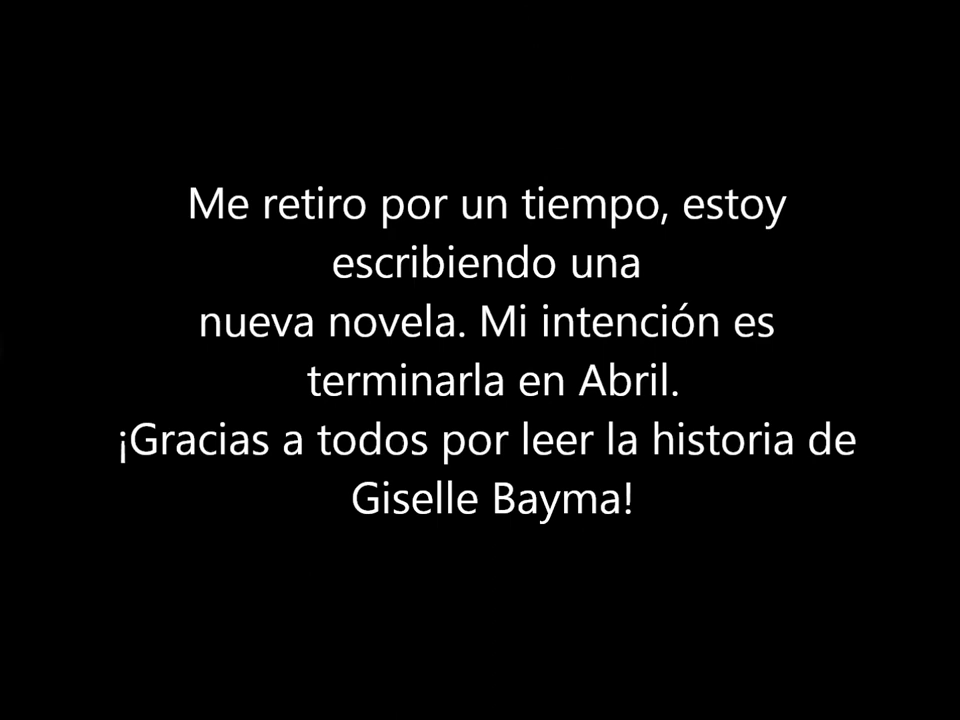 Me retiro por un tiempo, estoy
escribiendo una
nueva novela. Mi intención es
terminarla en Abril.
¡Gracias a todos por leer la historia de
Giselle Bayma!